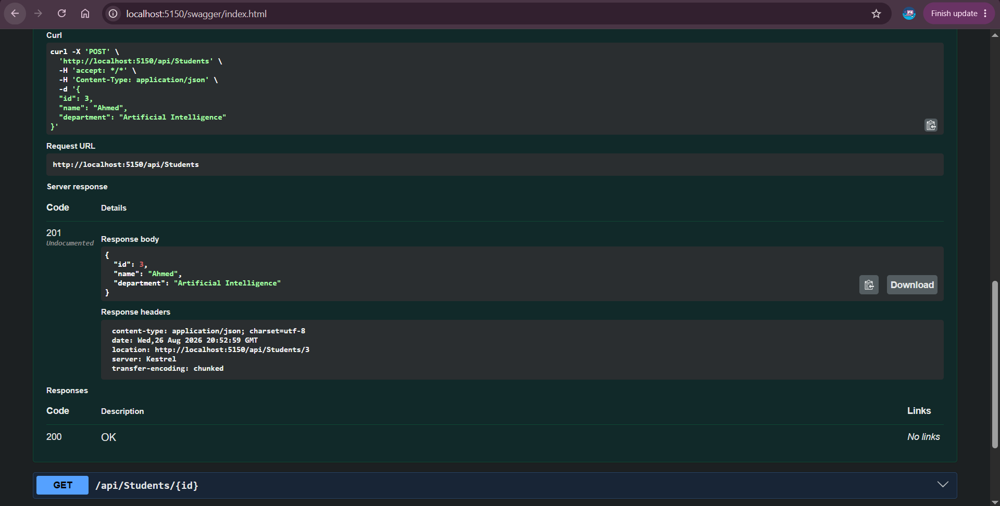 localhost:5150/swagger/index.html
Finish update
Curl
curl -X 'POST' \
  'http://localhost:5150/api/Students' \
  -H 'accept: */*' \
  -H 'Content-Type: application/json' \
  -d '{
  "id": 3,
  "name": "Ahmed",
  "department": "Artificial Intelligence"
}'
Request URL
http://localhost:5150/api/Students
Server response
Code Details
201
Undocumented
Response body
{
  "id": 3,
  "name": "Ahmed",
  "department": "Artificial Intelligence"
}
Download
Response headers
content-type: application/json; charset=utf-8
date: Wed,26 Aug 2026 20:52:59 GMT
location: http://localhost:5150/api/Students/3
server: Kestrel
transfer-encoding: chunked
Responses
Code Description Links
200 OK No links
GET /api/Students/{id}